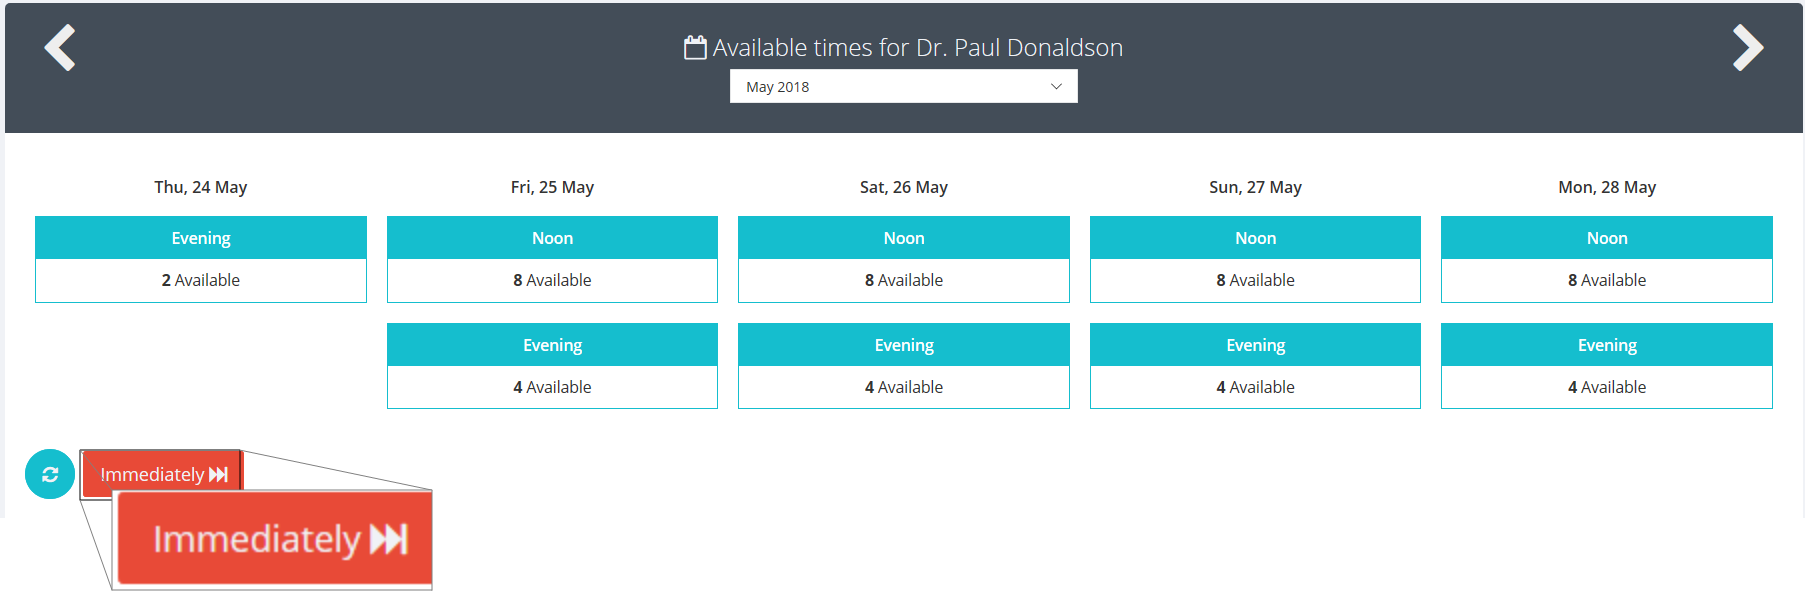 Available times for Dr. Paul Donaldson
May 2018
Thu, 24 May
Fri, 25 May
Sat, 26 May
Sun, 27 May
Mon, 28 May
Evening
Noon
Noon
Noon
Noon
2 Available
8 Available
8 Available
8 Available
8 Available
Evening
Evening
Evening
Evening
4 Available
4 Available
4 Available
4 Available
Immediately
Immediately